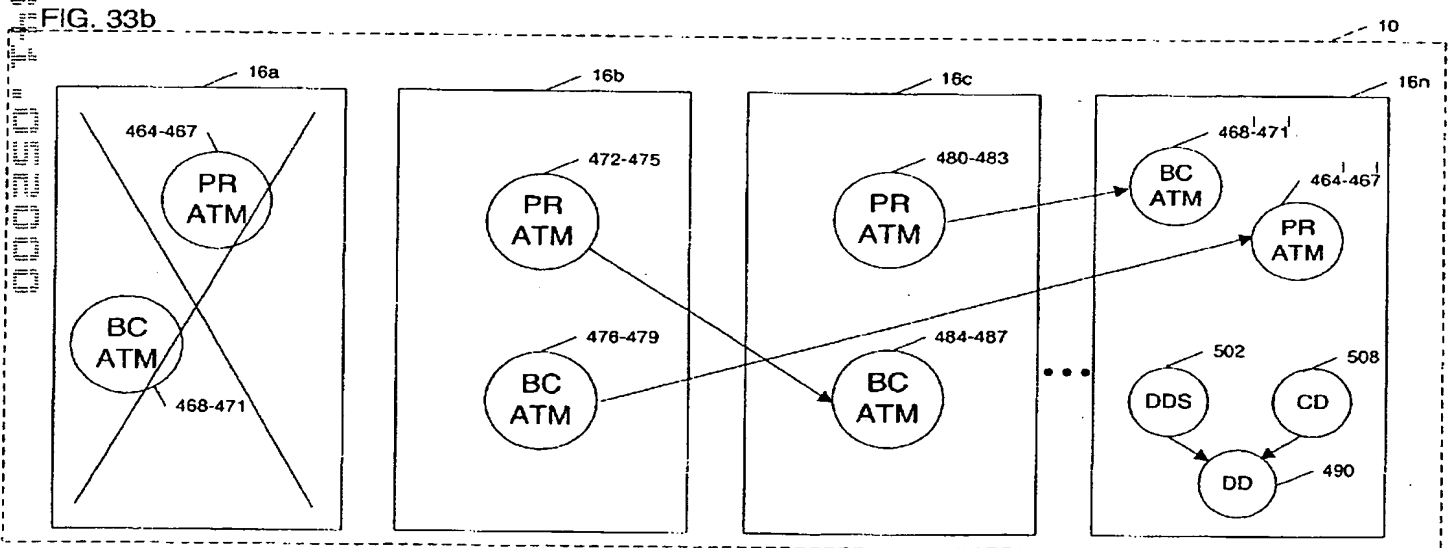 FIG. 33b
10
16a
464-467
PR
ATM
BC
ATM
468-471
16b
472-475
PR
ATM
476-479
BC
ATM
16c
480-483
PR
ATM
484-487
BC
ATM
16n
468'-471'
BC
ATM
464'-467'
PR
ATM
502
DDS
508
CD
DD
490